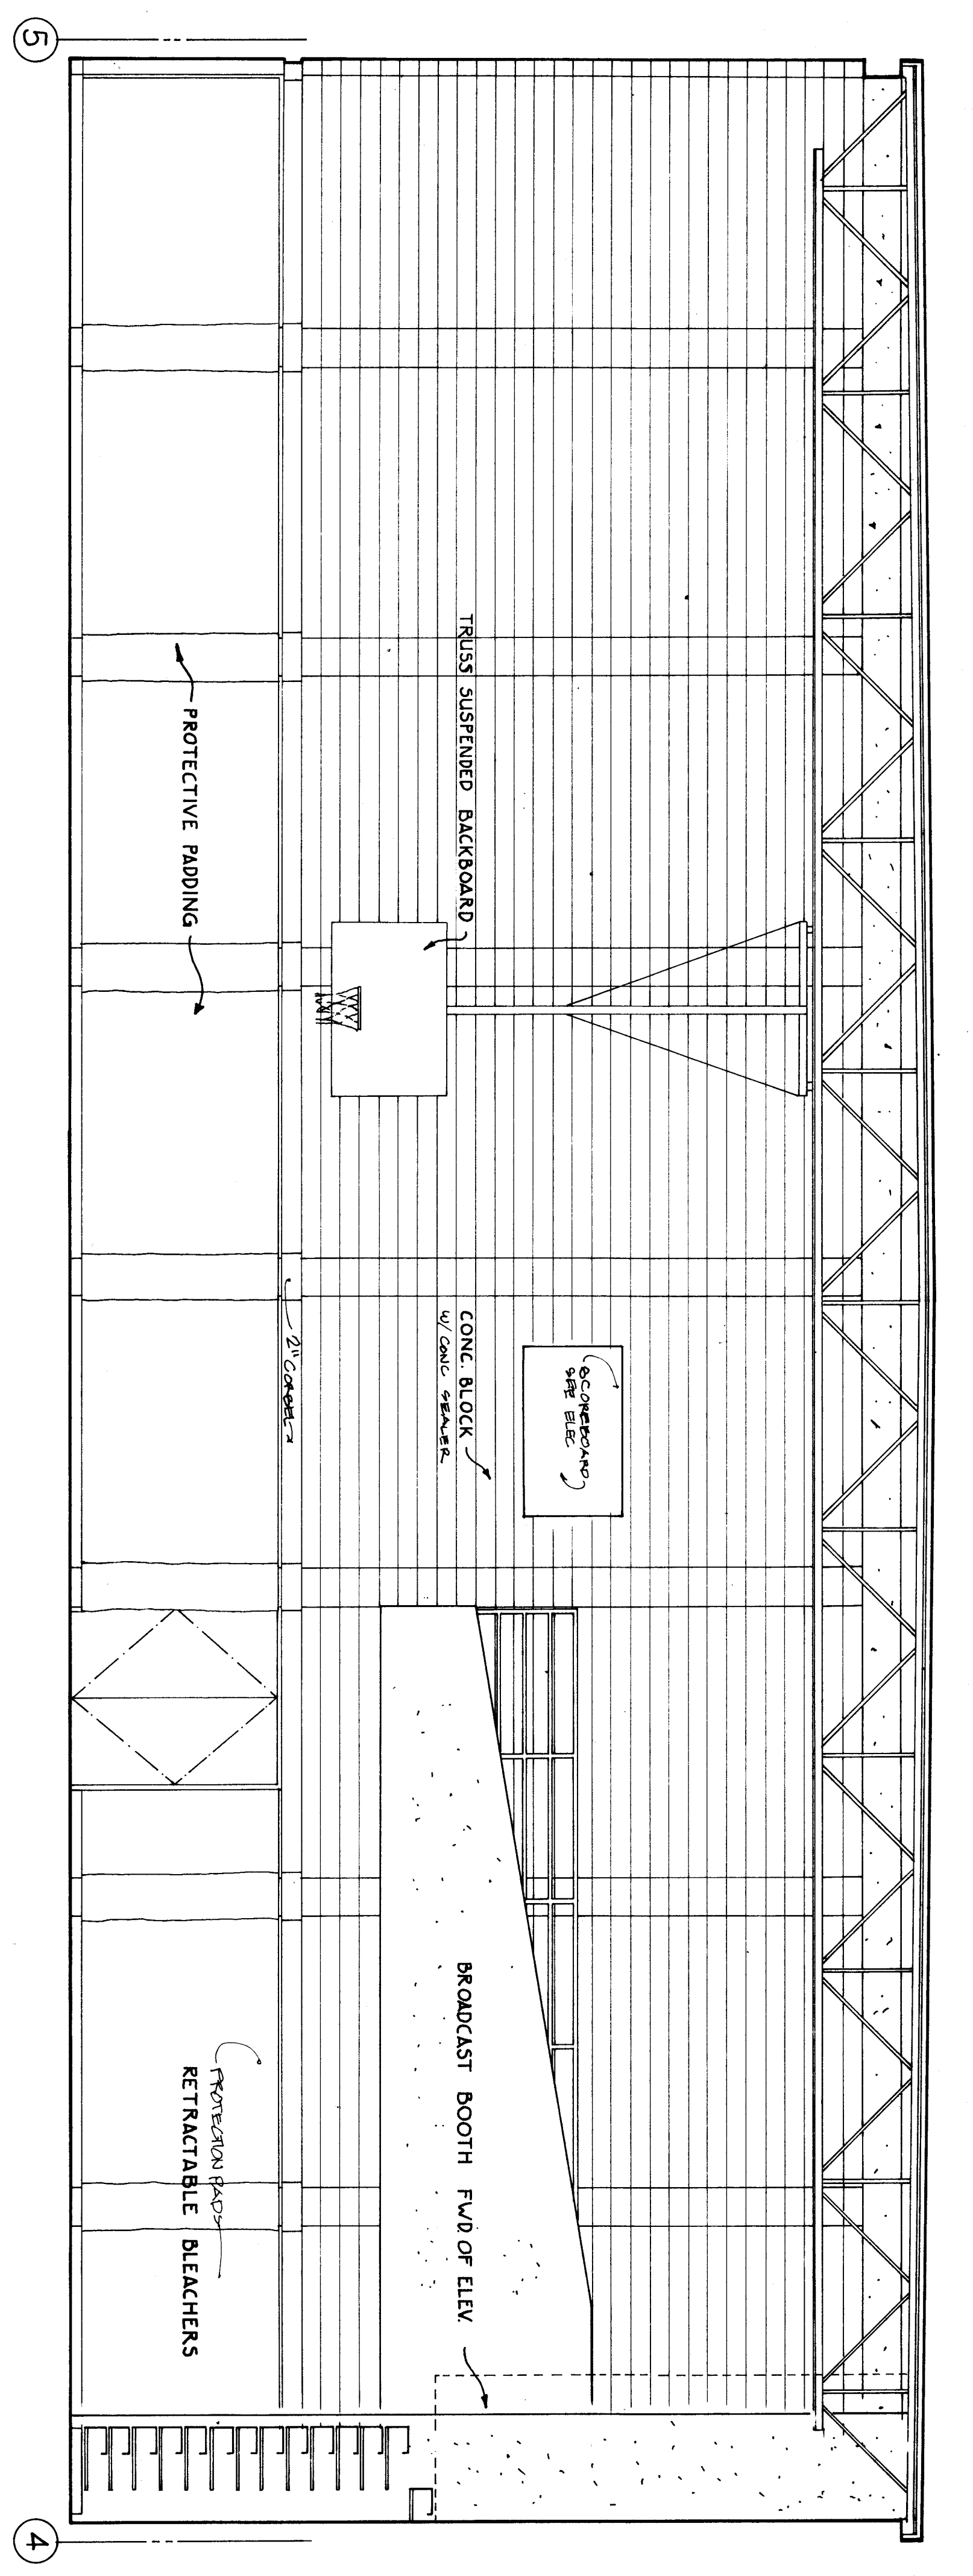 5
TRUSS SUSPENDED BACKBOARD
PROTECTIVE PADDING
SCOREBOARD
SEE ELEC
CONC. BLOCK
W/ CONC SEALER
2" CORBEL
BROADCAST BOOTH FWD. OF ELEV.
PROTECTION PADS
RETRACTABLE BLEACHERS
4